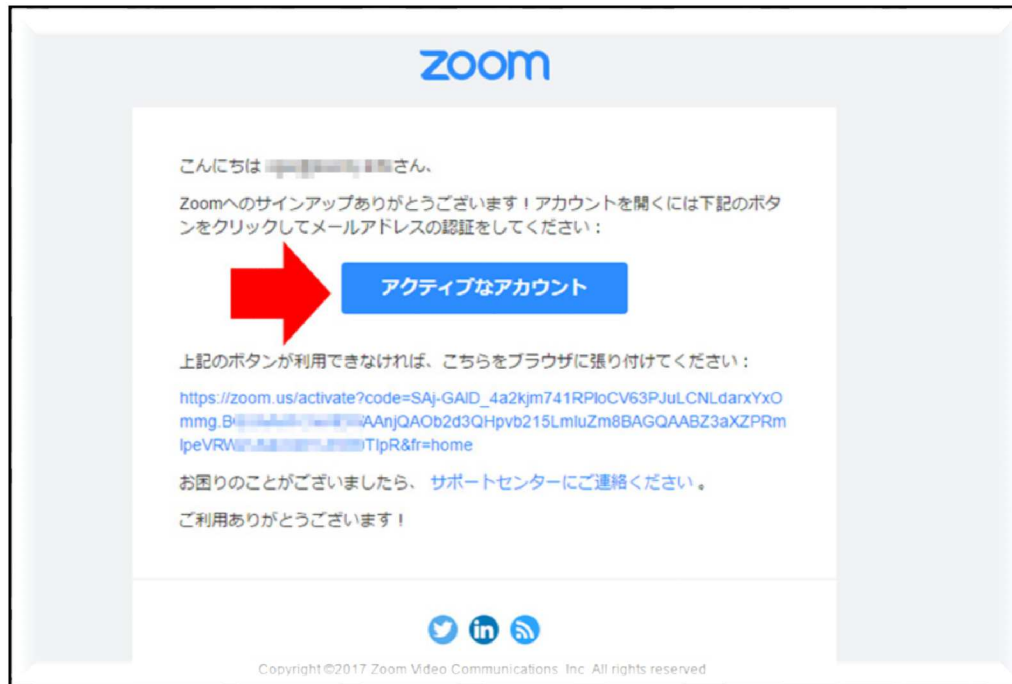 zoom
こんにちは さん、
Zoomへのサインアップありがとうございます！アカウントを開くには下記のボタ
ンをクリックしてメールアドレスの認証をしてください：
アクティブなアカウント
上記のボタンが利用できなければ、こちらをブラウザに張り付けてください：
https://zoom.us/activate?code=SAj-GAlD_4a2kjm741RPloCV63PJuLCNLdarxYxO
mmg.B AAnjQAOb2d3QHpvb215LmluZm8BAGQAABZ3aXZPRm
lpeVRW TlpR&fr=home
お困りのことがございましたら、 サポートセンターにご連絡ください 。
ご利用ありがとうございます！
in
Copyright ©2017 Zoom Video Communications, Inc. All rights reserved